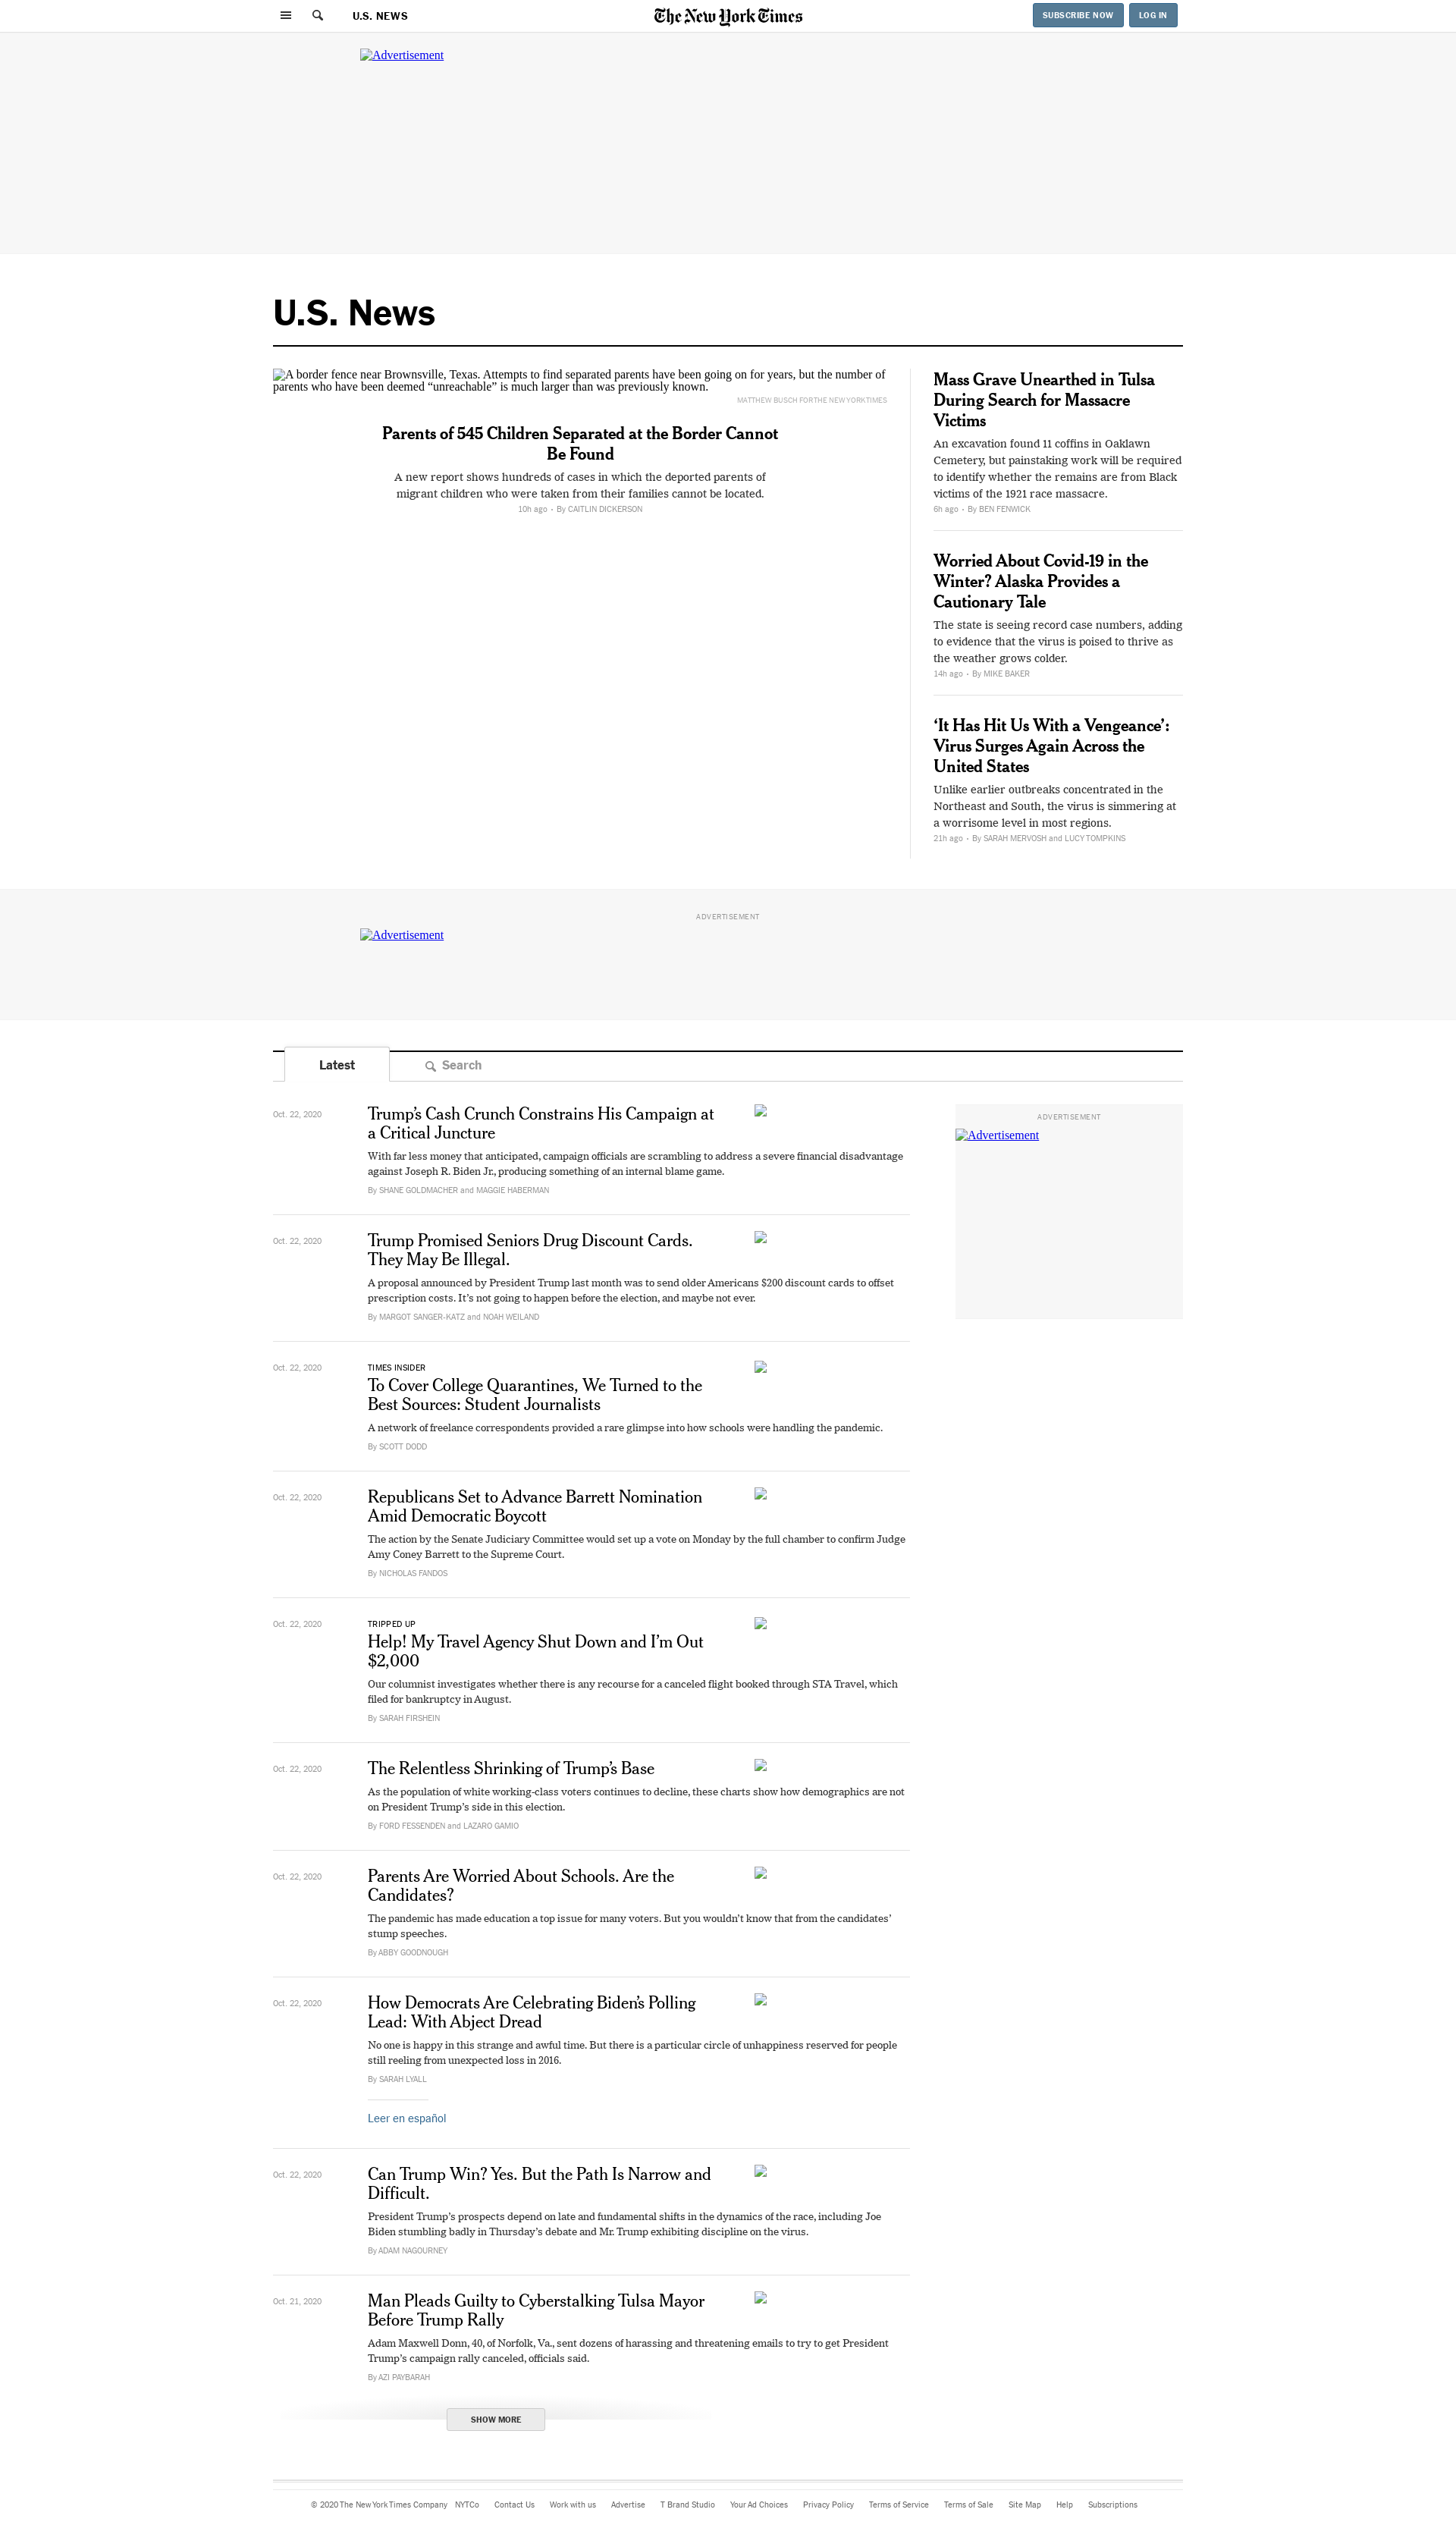 U.S. NEWS
The New York Times
SUBSCRIBE NOW
LOG IN
Advertisement
U.S. News
A border fence near Brownsville, Texas. Attempts to find separated parents have been going on for years, but the number of
parents who have been deemed “unreachable” is much larger than was previously known.
MATTHEW BUSCH FOR THE NEW YORK TIMES
Parents of 545 Children Separated at the Border Cannot
Be Found
A new report shows hundreds of cases in which the deported parents of
migrant children who were taken from their families cannot be located.
10h ago • By CAITLIN DICKERSON
Mass Grave Unearthed in Tulsa
During Search for Massacre
Victims
An excavation found 11 coffins in Oaklawn
Cemetery, but painstaking work will be required
to identify whether the remains are from Black
victims of the 1921 race massacre.
6h ago • By BEN FENWICK
Worried About Covid-19 in the
Winter? Alaska Provides a
Cautionary Tale
The state is seeing record case numbers, adding
to evidence that the virus is poised to thrive as
the weather grows colder.
14h ago • By MIKE BAKER
‘It Has Hit Us With a Vengeance’:
Virus Surges Again Across the
United States
Unlike earlier outbreaks concentrated in the
Northeast and South, the virus is simmering at
a worrisome level in most regions.
21h ago • By SARAH MERVOSH and LUCY TOMPKINS
ADVERTISEMENT
Advertisement
Latest
Search
Oct. 22, 2020
Trump’s Cash Crunch Constrains His Campaign at
a Critical Juncture
With far less money that anticipated, campaign officials are scrambling to address a severe financial disadvantage
against Joseph R. Biden Jr., producing something of an internal blame game.
By SHANE GOLDMACHER and MAGGIE HABERMAN
ADVERTISEMENT
Advertisement
Oct. 22, 2020
Trump Promised Seniors Drug Discount Cards.
They May Be Illegal.
A proposal announced by President Trump last month was to send older Americans $200 discount cards to offset
prescription costs. It’s not going to happen before the election, and maybe not ever.
By MARGOT SANGER-KATZ and NOAH WEILAND
Oct. 22, 2020
TIMES INSIDER
To Cover College Quarantines, We Turned to the
Best Sources: Student Journalists
A network of freelance correspondents provided a rare glimpse into how schools were handling the pandemic.
By SCOTT DODD
Oct. 22, 2020
Republicans Set to Advance Barrett Nomination
Amid Democratic Boycott
The action by the Senate Judiciary Committee would set up a vote on Monday by the full chamber to confirm Judge
Amy Coney Barrett to the Supreme Court.
By NICHOLAS FANDOS
Oct. 22, 2020
TRIPPED UP
Help! My Travel Agency Shut Down and I’m Out
$2,000
Our columnist investigates whether there is any recourse for a canceled flight booked through STA Travel, which
filed for bankruptcy in August.
By SARAH FIRSHEIN
Oct. 22, 2020
The Relentless Shrinking of Trump’s Base
As the population of white working-class voters continues to decline, these charts show how demographics are not
on President Trump’s side in this election.
By FORD FESSENDEN and LAZARO GAMIO
Oct. 22, 2020
Parents Are Worried About Schools. Are the
Candidates?
The pandemic has made education a top issue for many voters. But you wouldn’t know that from the candidates’
stump speeches.
By ABBY GOODNOUGH
Oct. 22, 2020
How Democrats Are Celebrating Biden’s Polling
Lead: With Abject Dread
No one is happy in this strange and awful time. But there is a particular circle of unhappiness reserved for people
still reeling from unexpected loss in 2016.
By SARAH LYALL
Leer en español
Oct. 22, 2020
Can Trump Win? Yes. But the Path Is Narrow and
Difficult.
President Trump’s prospects depend on late and fundamental shifts in the dynamics of the race, including Joe
Biden stumbling badly in Thursday’s debate and Mr. Trump exhibiting discipline on the virus.
By ADAM NAGOURNEY
Oct. 21, 2020
Man Pleads Guilty to Cyberstalking Tulsa Mayor
Before Trump Rally
Adam Maxwell Donn, 40, of Norfolk, Va., sent dozens of harassing and threatening emails to try to get President
Trump’s campaign rally canceled, officials said.
By AZI PAYBARAH
SHOW MORE
© 2020 The New York Times Company NYTCo Contact Us Work with us Advertise T Brand Studio Your Ad Choices Privacy Policy Terms of Service Terms of Sale Site Map Help Subscriptions